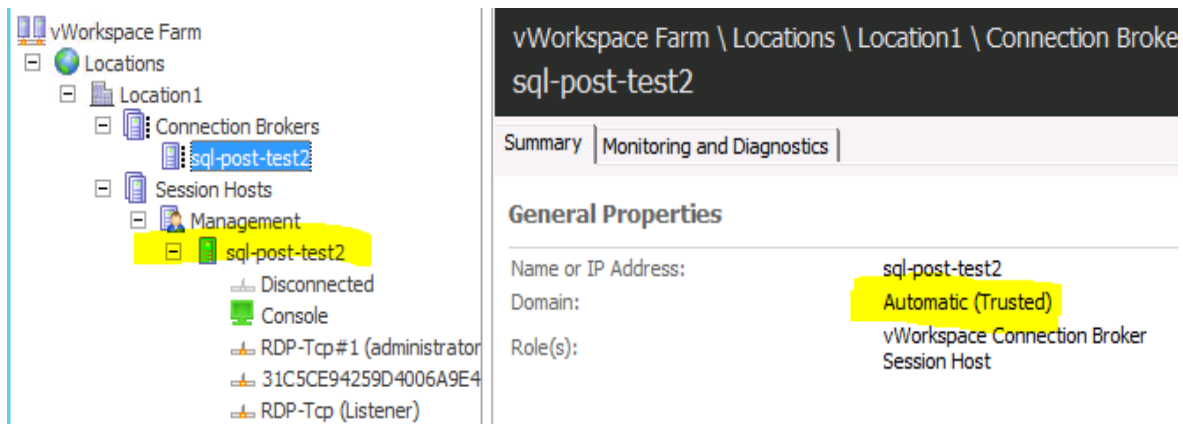 vWorkspace Farm
Locations
Location1
Connection Brokers
sql-post-test2
Session Hosts
Management
sql-post-test2
Disconnected
Console
RDP-Tcp#1 (administrator
31C5CE94259D4006A9E4
RDP-Tcp (Listener)
vWorkspace Farm \ Locations \ Location1 \ Connection Broke
sql-post-test2
Summary Monitoring and Diagnostics
General Properties
Name or IP Address: sql-post-test2
Domain: Automatic (Trusted)
Role(s): vWorkspace Connection Broker
Session Host